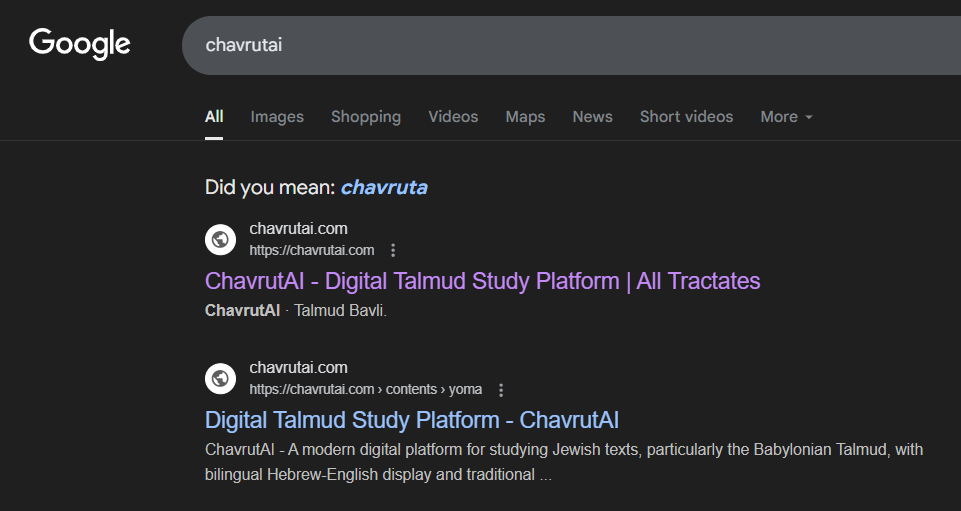 Google
chavrutai
All Images Shopping Videos Maps News Short videos More
Did you mean: chavruta
chavrutai.com
https://chavrutai.com
ChavrutAI - Digital Talmud Study Platform | All Tractates
ChavrutAI · Talmud Bavli.
chavrutai.com
https://chavrutai.com › contents › yoma
Digital Talmud Study Platform - ChavrutAI
ChavrutAI - A modern digital platform for studying Jewish texts, particularly the Babylonian Talmud, with
bilingual Hebrew-English display and traditional ...